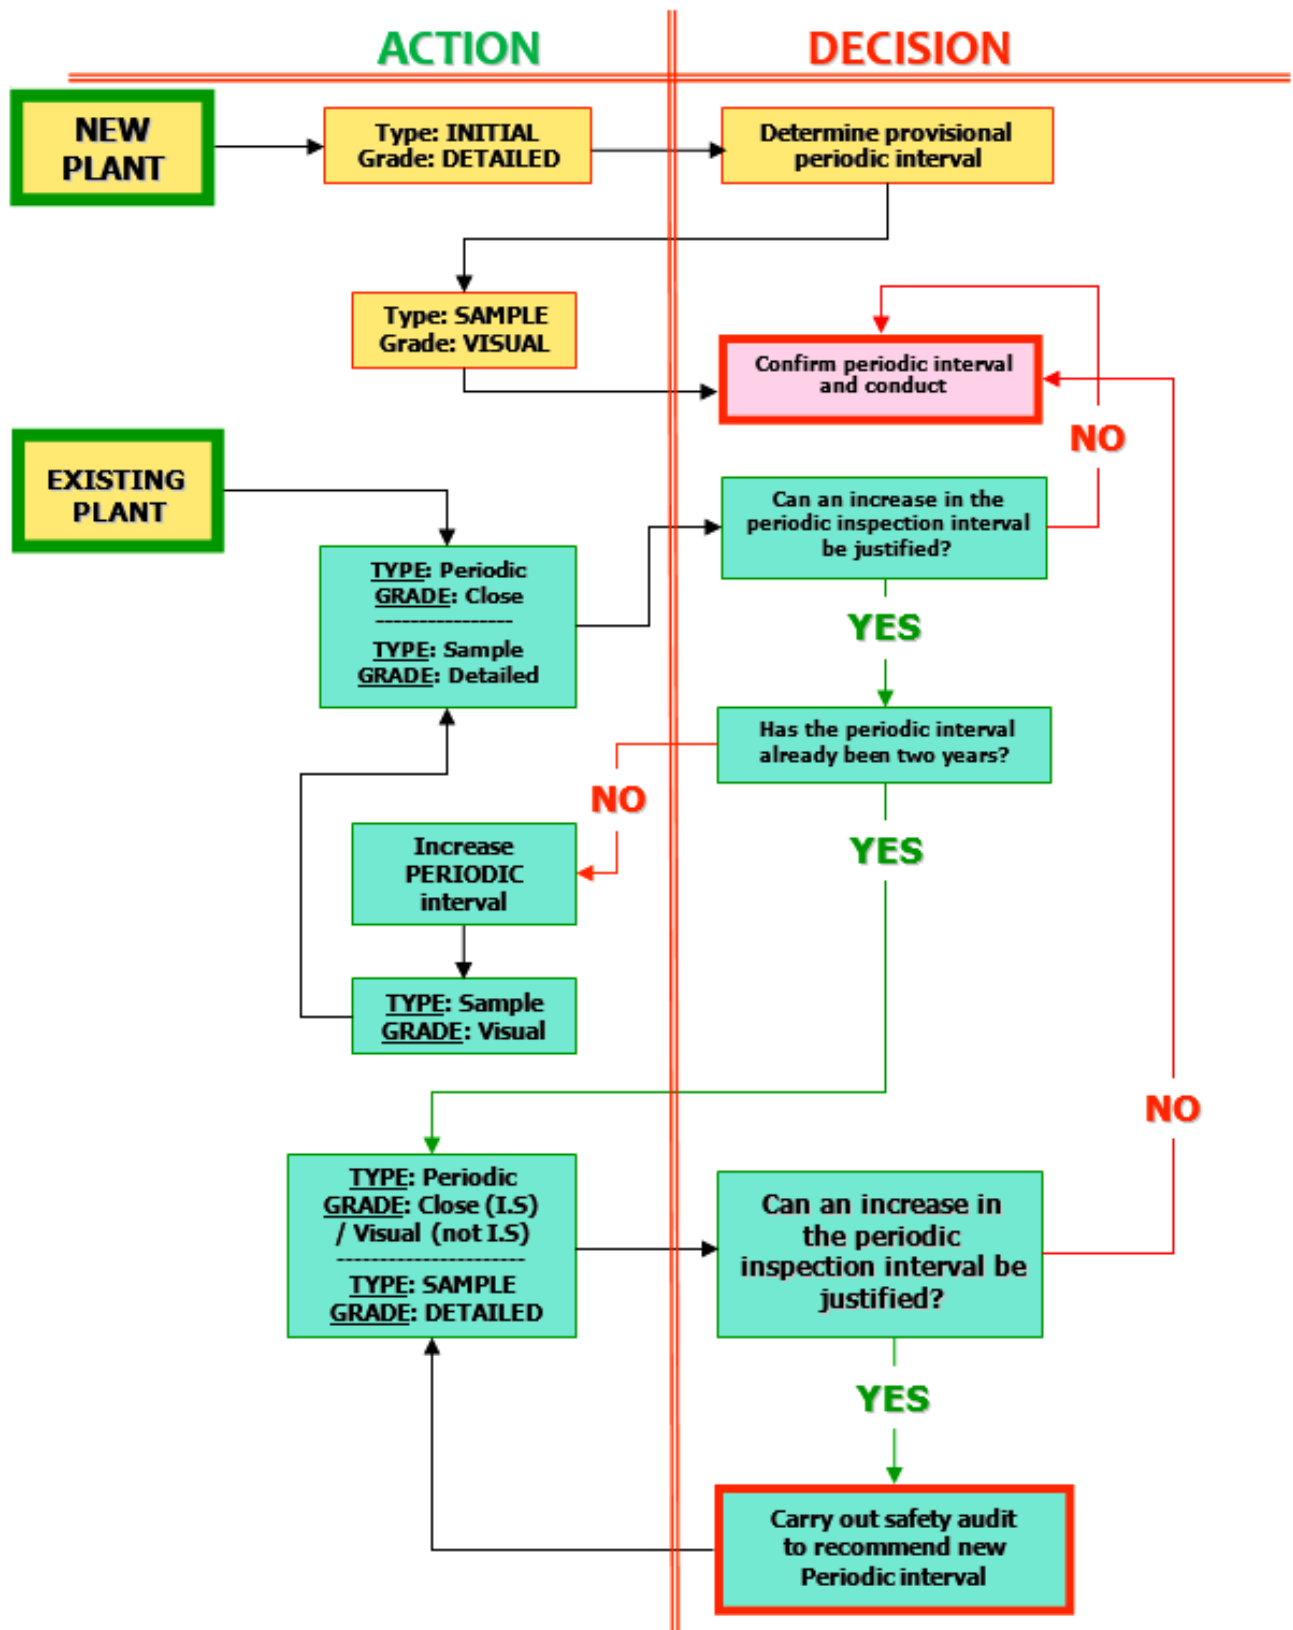 ACTION
DECISION
NEW
PLANT
Type: INITIAL
Grade: DETAILED
Determine provisional
periodic interval
Type: SAMPLE
Grade: VISUAL
Confirm periodic interval
and conduct
NO
EXISTING
PLANT
Can an increase in the
periodic inspection interval
be justified?
TYPE: Periodic
GRADE: Close
----------------
TYPE: Sample
GRADE: Detailed
YES
Has the periodic interval
already been two years?
NO
YES
Increase
PERIODIC
interval
TYPE: Sample
GRADE: Visual
NO
TYPE: Periodic
GRADE: Close (I.S)
/ Visual (not I.S)
----------------------
TYPE: SAMPLE
GRADE: DETAILED
Can an increase in
the periodic
inspection interval be
justified?
YES
Carry out safety audit
to recommend new
Periodic interval